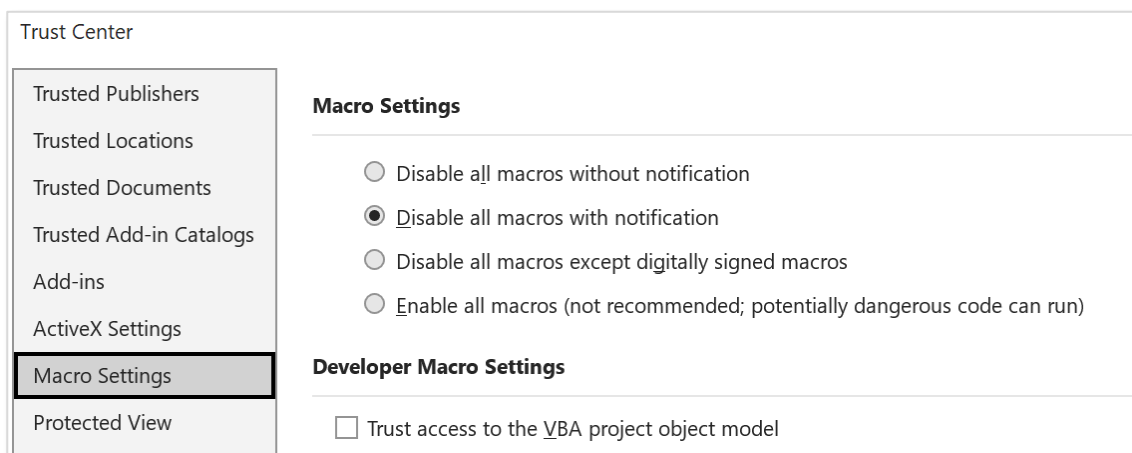 Trust Center
Trusted Publishers
Trusted Locations
Trusted Documents
Trusted Add-in Catalogs
Add-ins
ActiveX Settings
Macro Settings
Protected View
Macro Settings
Disable all macros without notification
Disable all macros with notification
Disable all macros except digitally signed macros
Enable all macros (not recommended; potentially dangerous code can run)
Developer Macro Settings
Trust access to the VBA project object model